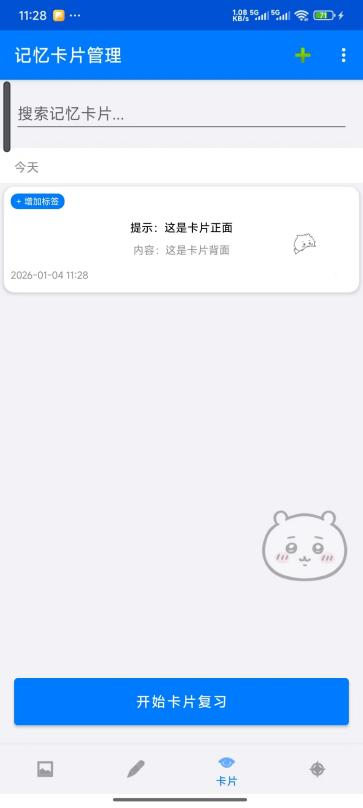 11:28
1.08 KB/s 5G 5G 71
记忆卡片管理
搜索记忆卡片...
今天
+ 增加标签
提示：这是卡片正面
内容：这是卡片背面
2026-01-04 11:28
开始卡片复习
卡片